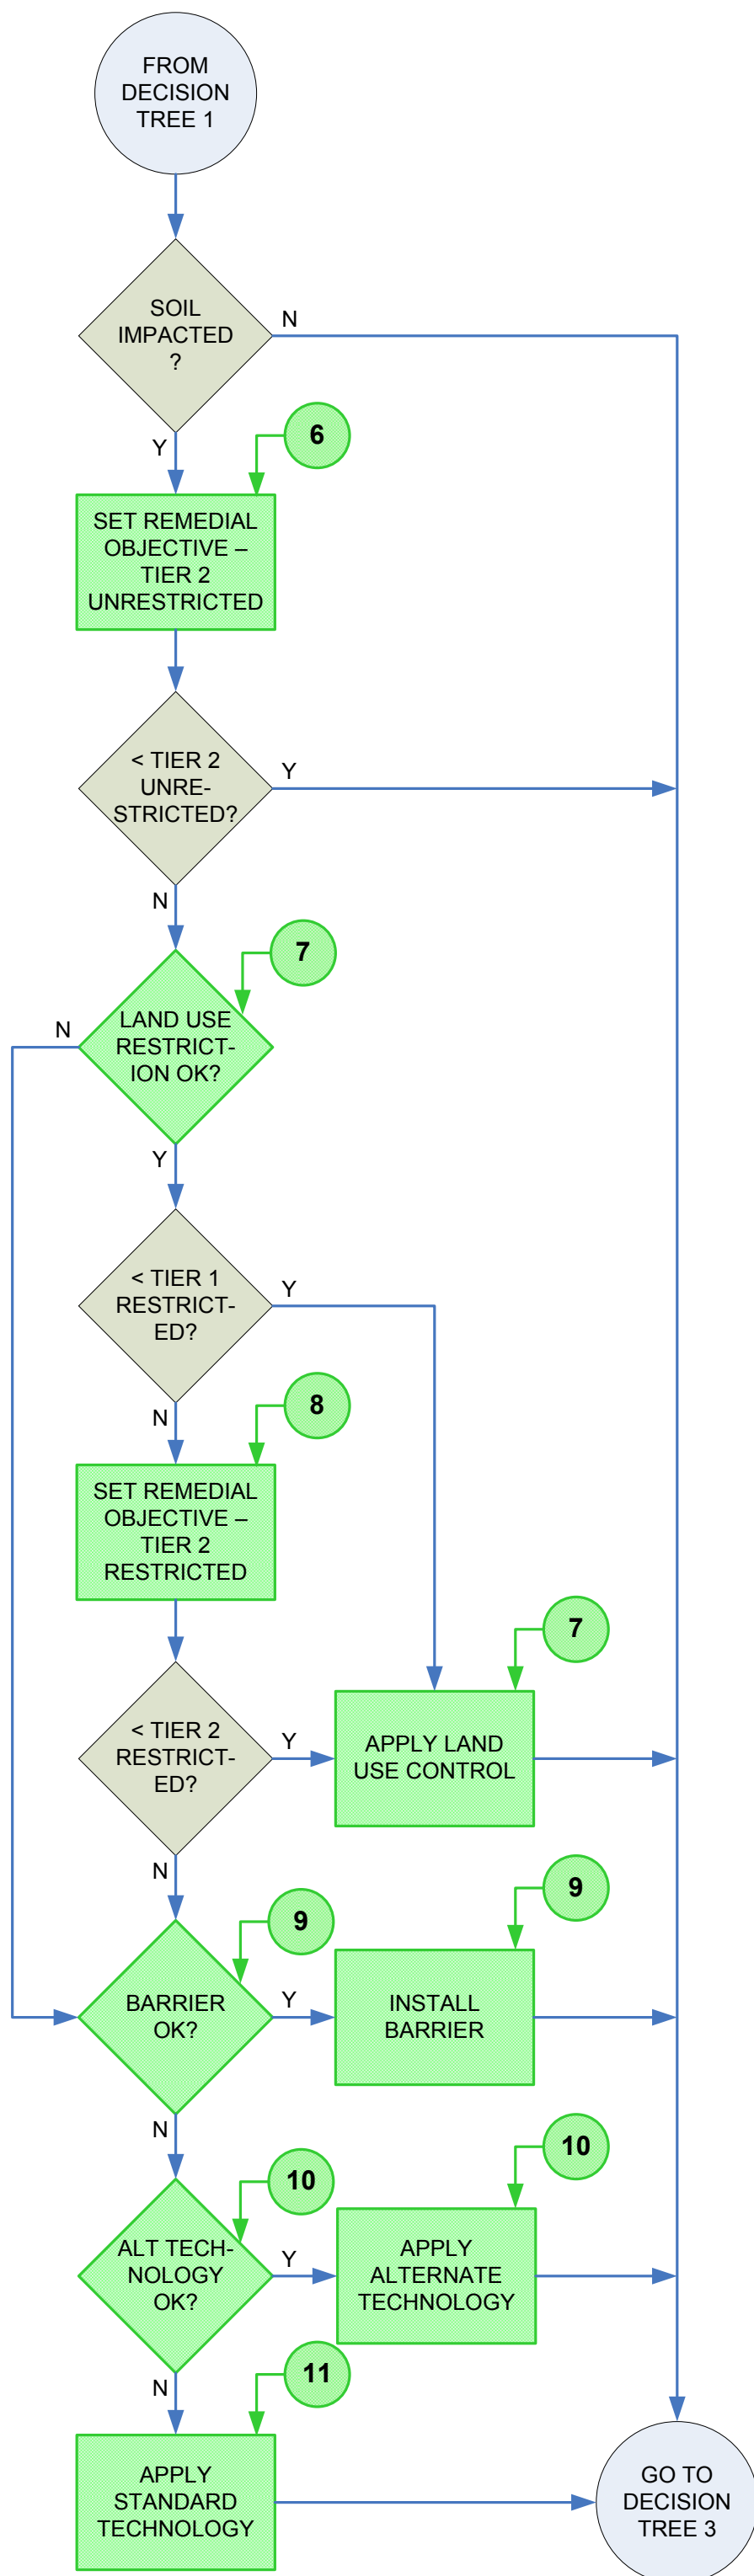 FROM
DECISION
TREE 1
SOIL
IMPACTED
?
N
Y
6
SET REMEDIAL
OBJECTIVE –
TIER 2
UNRESTRICTED
< TIER 2
UNRE-
STRICTED?
Y
N
7
LAND USE
RESTRICT-
ION OK?
N
Y
< TIER 1
RESTRICT-
ED?
Y
N
8
SET REMEDIAL
OBJECTIVE –
TIER 2
RESTRICTED
7
< TIER 2
RESTRICT-
ED?
Y
APPLY LAND
USE CONTROL
N
9
9
BARRIER
OK?
Y
INSTALL
BARRIER
N
10
10
ALT TECH-
NOLOGY
OK?
Y
APPLY
ALTERNATE
TECHNOLOGY
N
11
APPLY
STANDARD
TECHNOLOGY
GO TO
DECISION
TREE 3